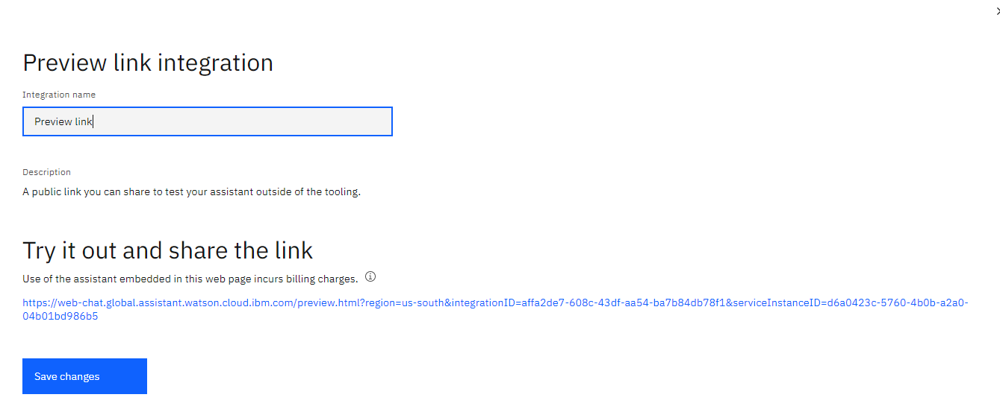 Preview link integration
Integration name
Preview link
Description
A public link you can share to test your assistant outside of the tooling.
Try it out and share the link
Use of the assistant embedded in this web page incurs billing charges.
https://web-chat.global.assistant.watson.cloud.ibm.com/preview.html?region=us-south&integrationID=affa2de7-608c-43df-aa54-ba7b84db78f1&serviceInstanceID=d6a0423c-5760-4b0b-a2a0-
04b01bd986b5
Save changes